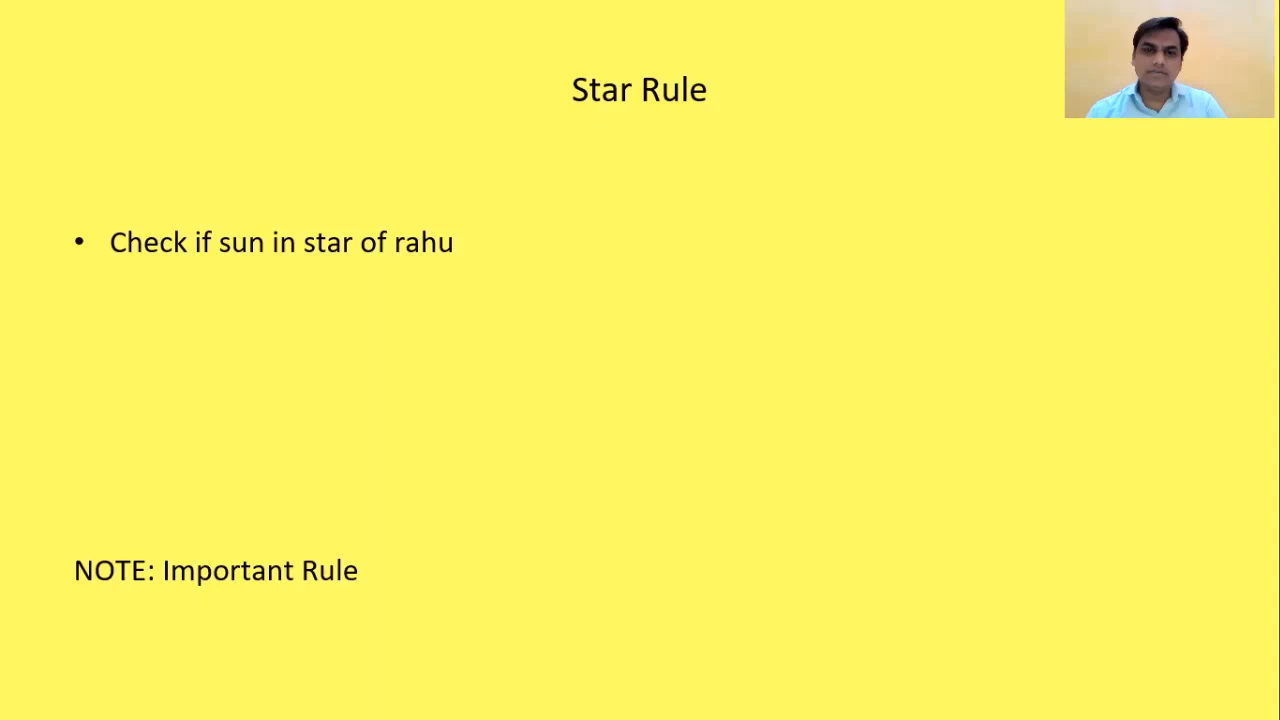 Star Rule
• Check if sun in star of rahu
NOTE: Important Rule